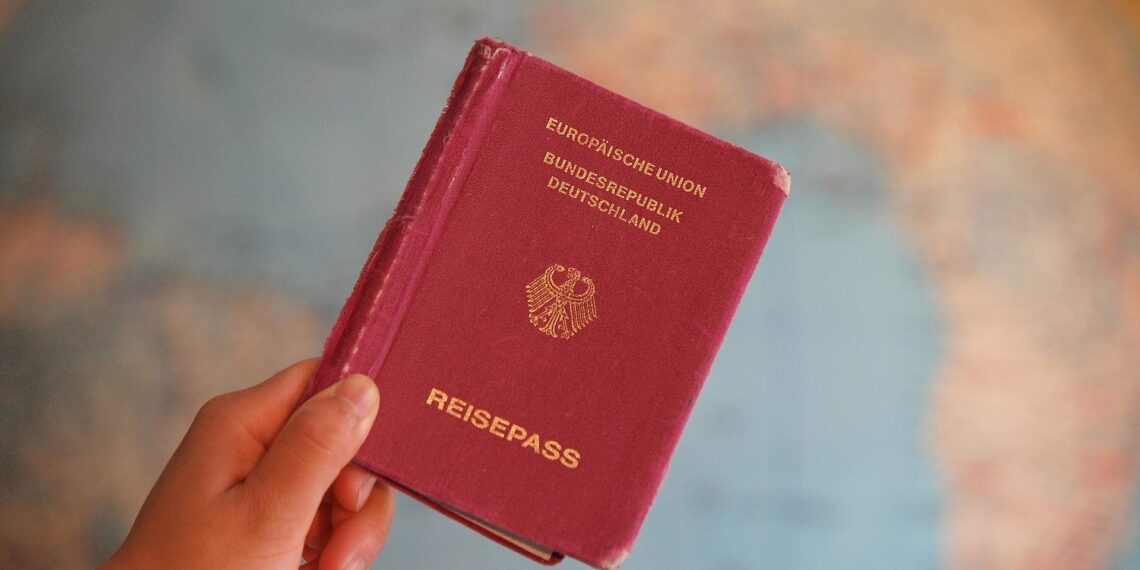 EUROPÄISCHE UNION
BUNDESREPUBLIK
DEUTSCHLAND
REISEPASS